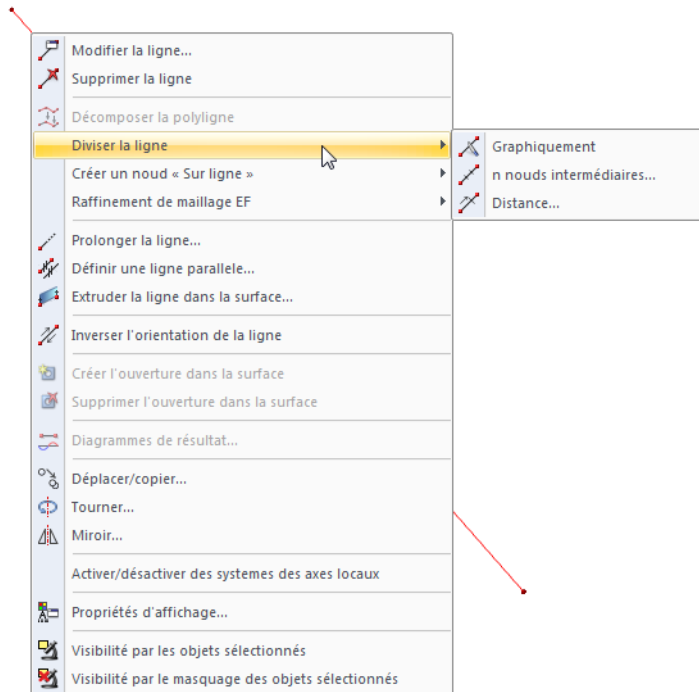 Modifier la ligne...
Supprimer la ligne
Décomposer la polyligne
Diviser la ligne
Graphiquement
n nouds intermédiaires...
Distance...
Créer un noud « Sur ligne »
Raffinement de maillage EF
Prolonger la ligne...
Définir une ligne parallele...
Extruder la ligne dans la surface...
Inverser l'orientation de la ligne
Créer l'ouverture dans la surface
Supprimer l'ouverture dans la surface
Diagrammes de résultat...
Déplacer/copier...
Tourner...
Miroir...
Activer/désactiver des systemes des axes locaux
Propriétés d'affichage...
Visibilité par les objets sélectionnés
Visibilité par le masquage des objets sélectionnés